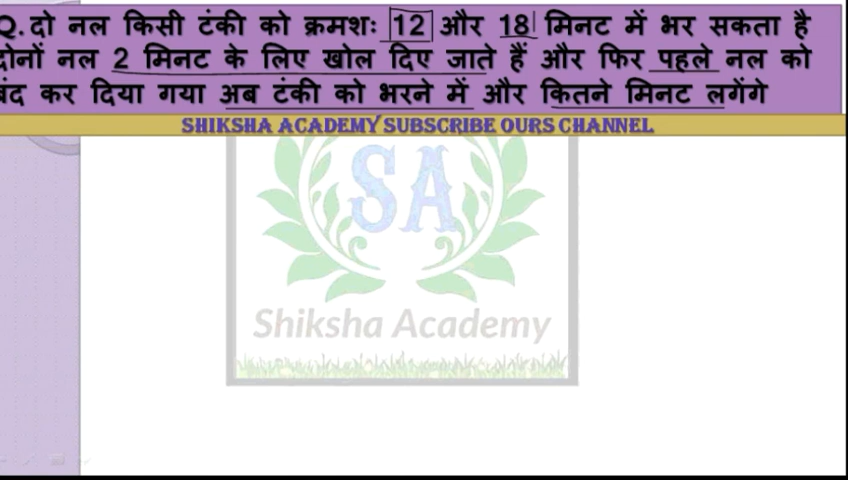 Q. दो नल किसी टंकी को क्रमशः 12 और 18 मिनट में भर सकता है
दोनों नल 2 मिनट के लिए खोल दिए जाते हैं और फिर पहले नल को
बंद कर दिया गया अब टंकी को भरने में और कितने मिनट लगेंगे
SHIKSHA ACADEMY SUBSCRIBE OURS CHANNEL
SA
Shiksha Academy